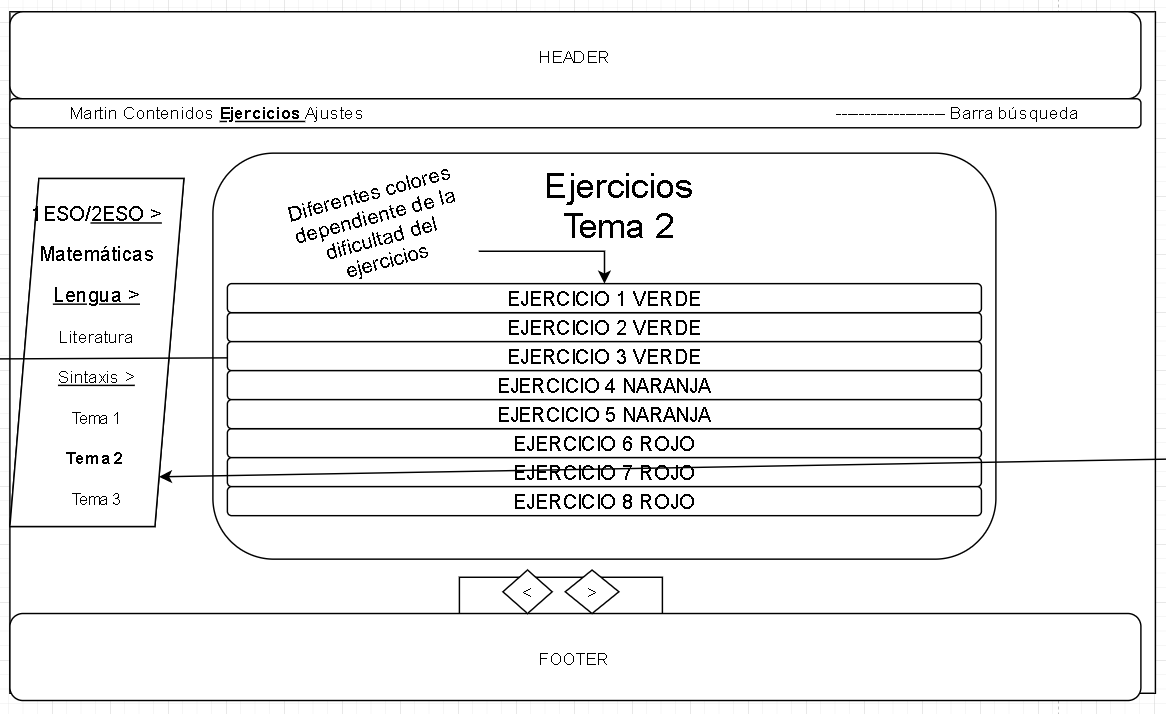 HEADER
Martin Contenidos Ejercicios Ajustes
------------------- Barra búsqueda
1ESO/2ESO >
Matemáticas
Lengua >
Literatura
Sintaxis >
Tema 1
Tema 2
Tema 3
Diferentes colores
dependiente de la
dificultad del
ejercicios
Ejercicios
Tema 2
EJERCICIO 1 VERDE
EJERCICIO 2 VERDE
EJERCICIO 3 VERDE
EJERCICIO 4 NARANJA
EJERCICIO 5 NARANJA
EJERCICIO 6 ROJO
EJERCICIO 7 ROJO
EJERCICIO 8 ROJO
< >
FOOTER